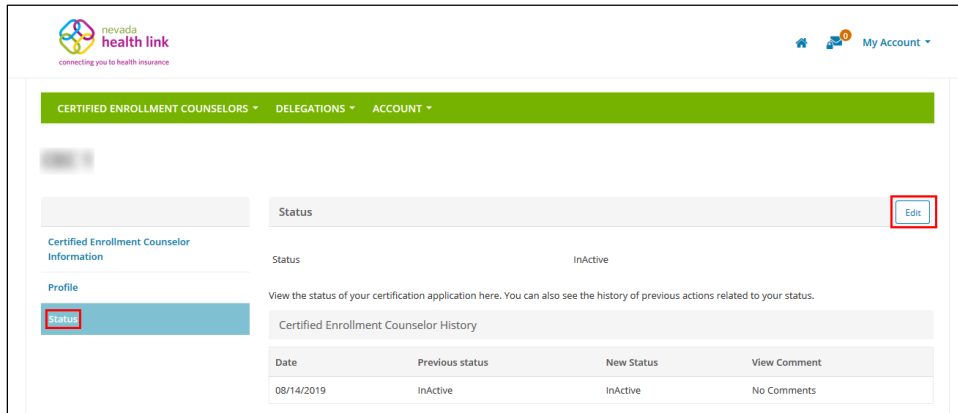 nevada
health link
connecting you to health insurance
0
My Account
CERTIFIED ENROLLMENT COUNSELORS DELEGATIONS ACCOUNT
Status
Edit
Certified Enrollment Counselor
Information
Profile
Status
Status InActive
View the status of your certification application here. You can also see the history of previous actions related to your status.
Certified Enrollment Counselor History
Date Previous status New Status View Comment
08/14/2019 InActive InActive No Comments